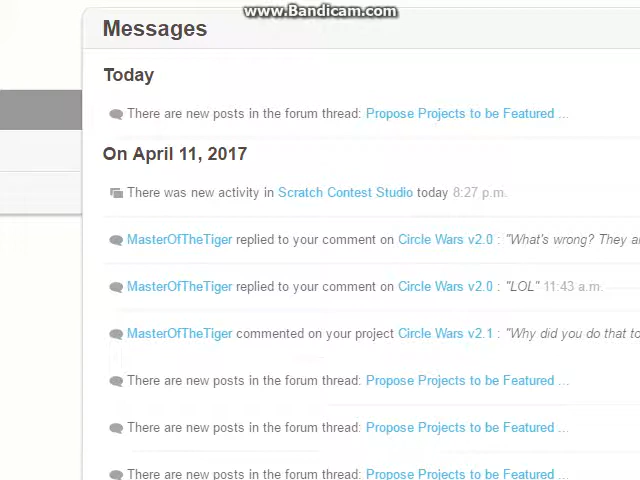 www.Bandicam.com
Messages
Today
There are new posts in the forum thread: Propose Projects to be Featured ...
On April 11, 2017
There was new activity in Scratch Contest Studio today 8:27 p.m.
MasterOfTheTiger replied to your comment on Circle Wars v2.0 : "What's wrong? They
MasterOfTheTiger replied to your comment on Circle Wars v2.0 : "LOL" 11:43 a.m.
MasterOfTheTiger commented on your project Circle Wars v2.1 : "Why did you do that to
There are new posts in the forum thread: Propose Projects to be Featured ...
There are new posts in the forum thread: Propose Projects to be Featured ...
There are new posts in the forum thread: Propose Projects to be Featured ...